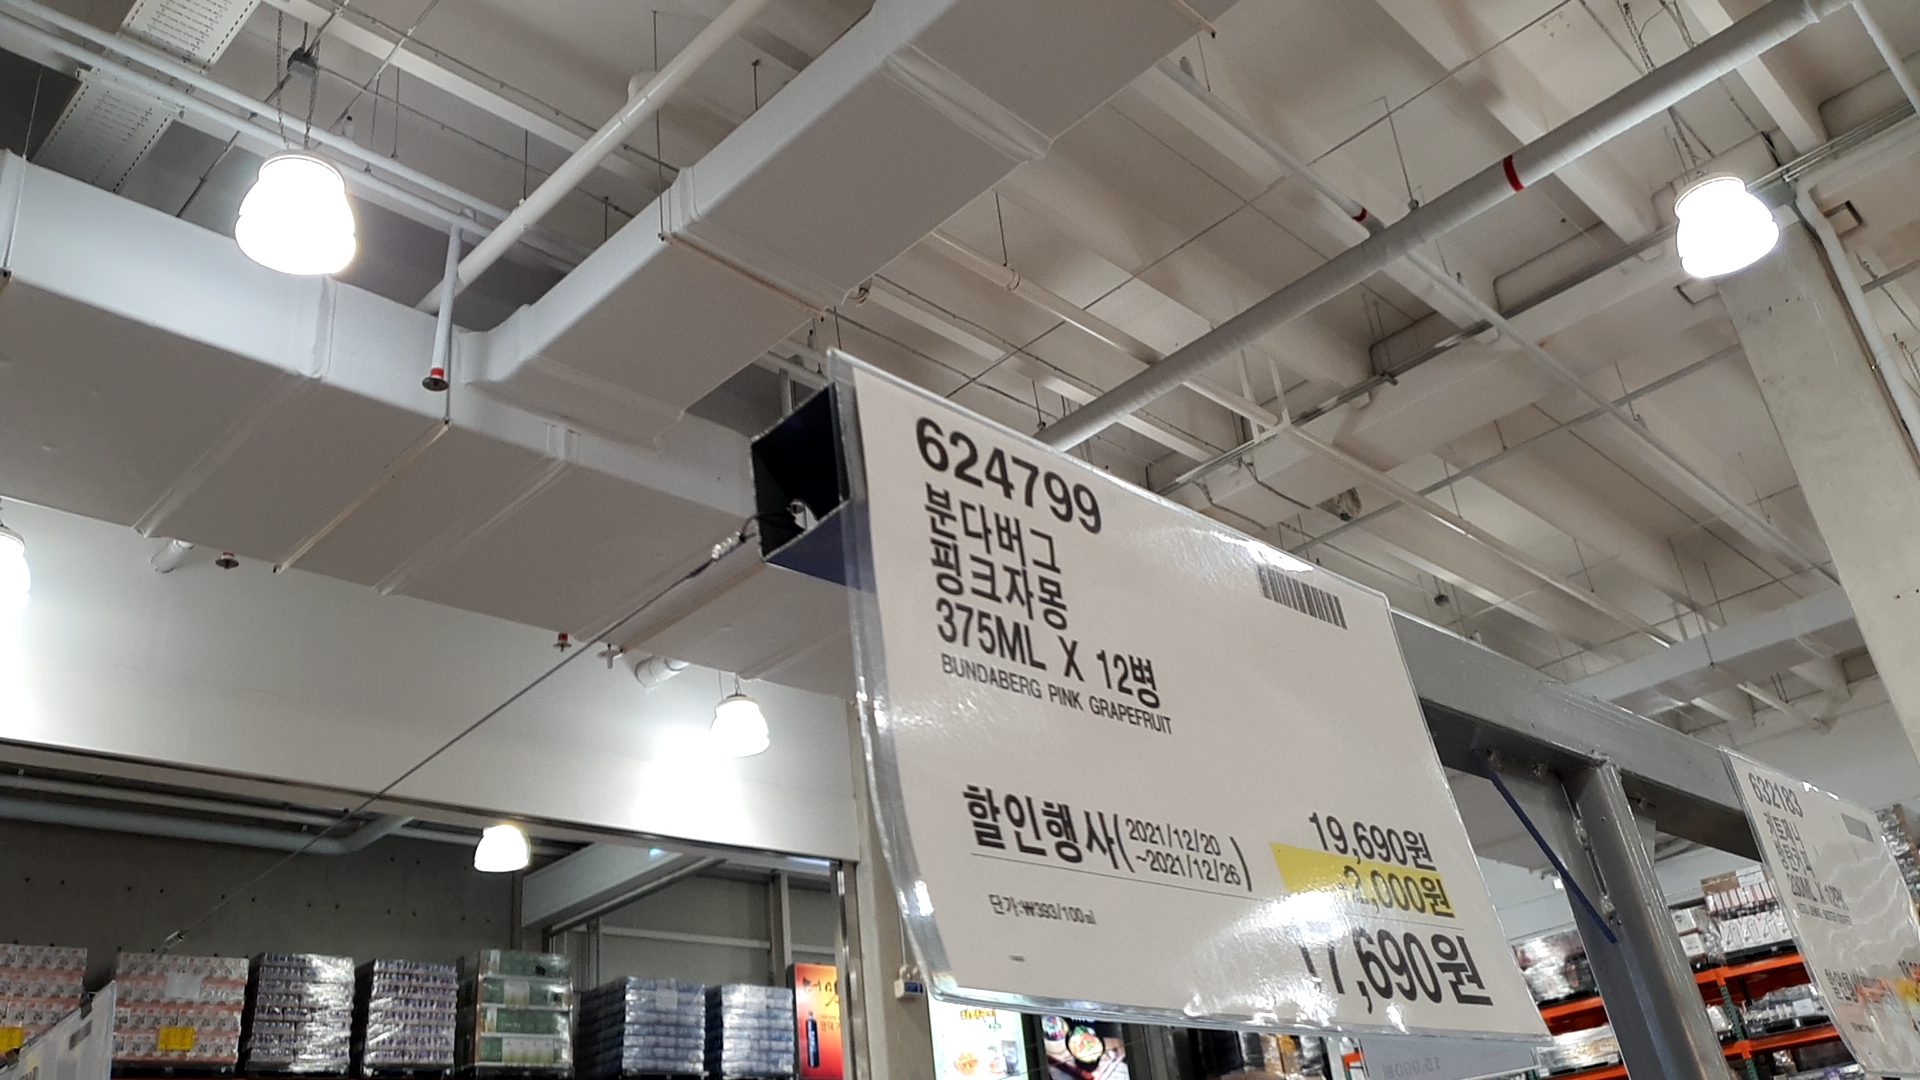 624799
분다버그
핑크자몽
375ML X 12병
BUNDABERG PINK GRAPEFRUIT
할인행사(2021/12/20
~2021/12/26)
19,690원
-2,000원
17,690원
단가:₩393/100㎖
632183